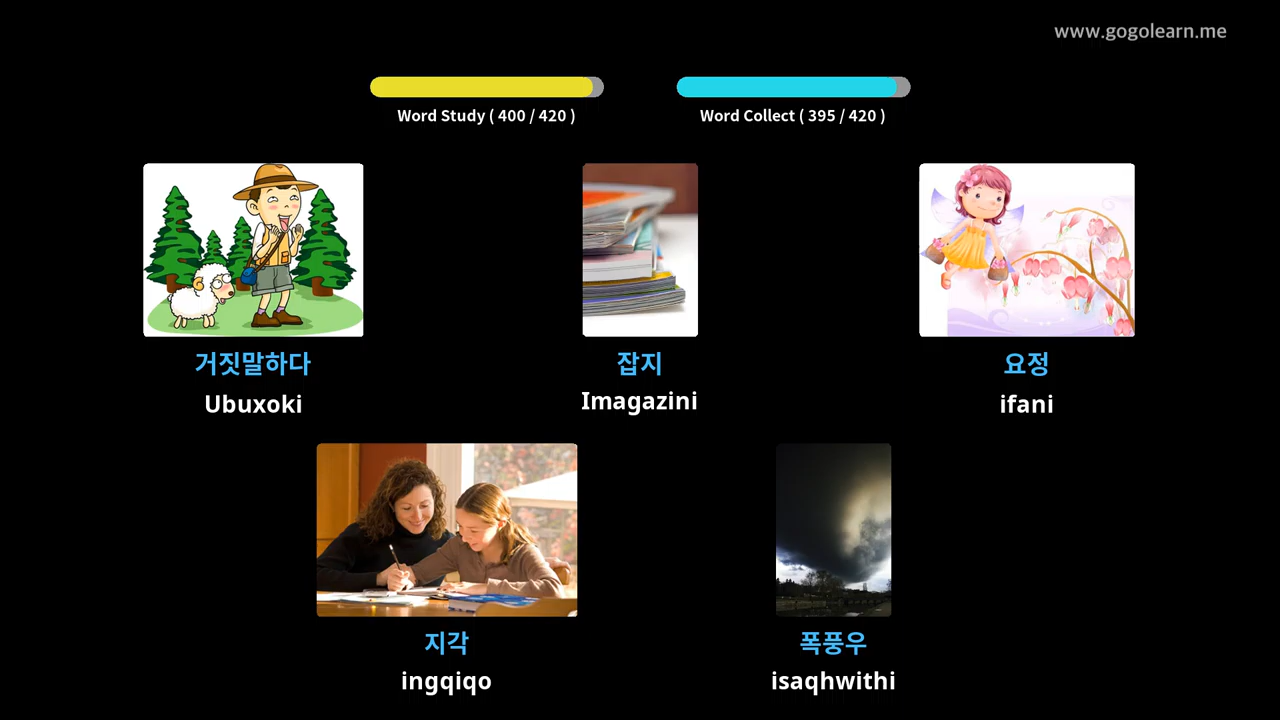 www.gogolearn.me
Word Study ( 400 / 420 )
Word Collect ( 395 / 420 )
거짓말하다
Ubuxoki
잡지
Imagazini
요정
ifani
지각
ingqiqo
폭풍우
isaqhwithi